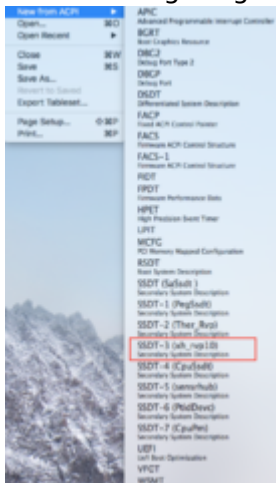 New from ACPI
Open... ⌘O
Open Recent
Close ⌘W
Save ⌘S
Save As...
Revert to Saved
Export Tableset...
Page Setup... ⇧⌘P
Print... ⌘P
APIC
Advanced Programmable Interrupt Controller
BGRT
Boot Graphics Resource
DBG2
Debug Port Type 2
DBGP
Debug Port
DSDT
Differentiated System Description
FACP
Fixed ACPI Control Pointer
FACS
Firmware ACPI Control Structure
FACS-1
Firmware ACPI Control Structure
FIDT
FPDT
Firmware Performance Data
HPET
High Precision Event Timer
LPIT
MCFG
PCI Memory Mapped Configuration
RSDT
Root System Description
SSDT (SaSsdt )
Secondary System Description
SSDT-1 (PegSsdt)
Secondary System Description
SSDT-2 (Ther_Rvp)
Secondary System Description
SSDT-3 (xh_rvp10)
Secondary System Description
SSDT-4 (CpuSsdt)
Secondary System Description
SSDT-5 (sensrhub)
Secondary System Description
SSDT-6 (PtidDevc)
Secondary System Description
SSDT-7 (CpuPm)
Secondary System Description
UEFI
Uefi Boot Optimisation
VFCT
WSMT